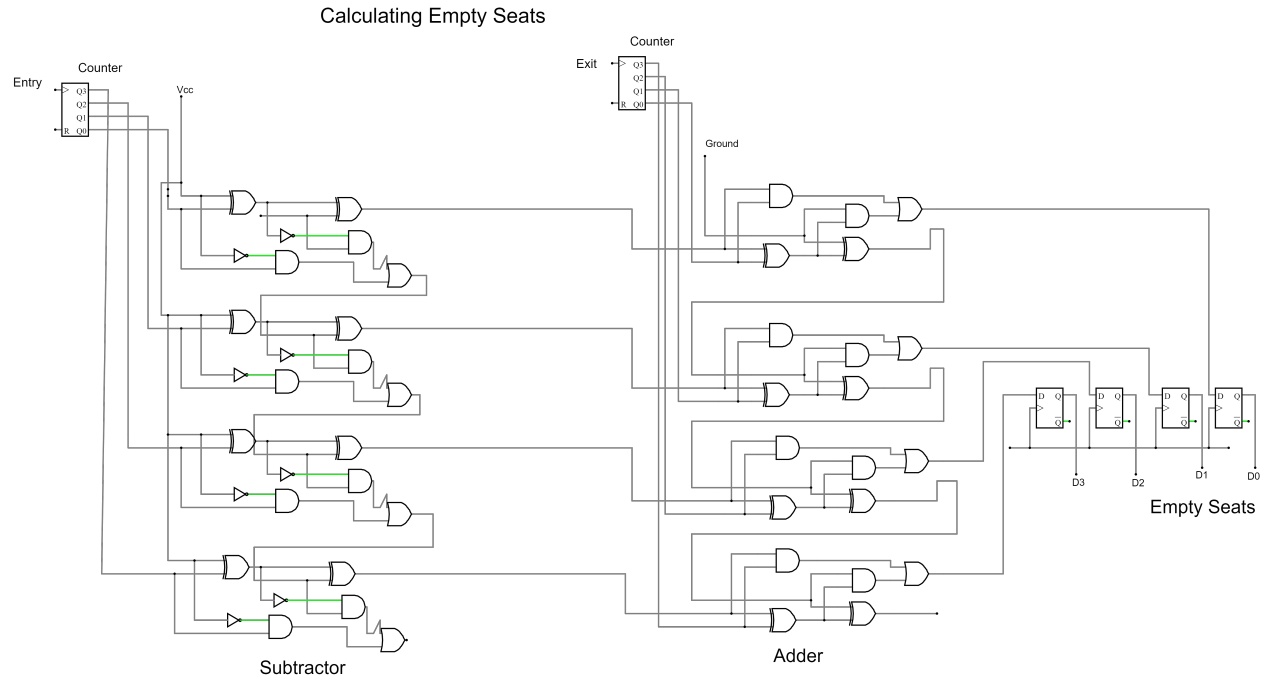 Calculating Empty Seats
Counter
Exit
Q3
Q2
Q1
R Q0
Counter
Entry
Q3
Q2
Q1
R Q0
Vcc
Ground
D Q
Q
D Q
Q
D Q
Q
D Q
Q
D3
D2
D1
D0
Empty Seats
Subtractor
Adder